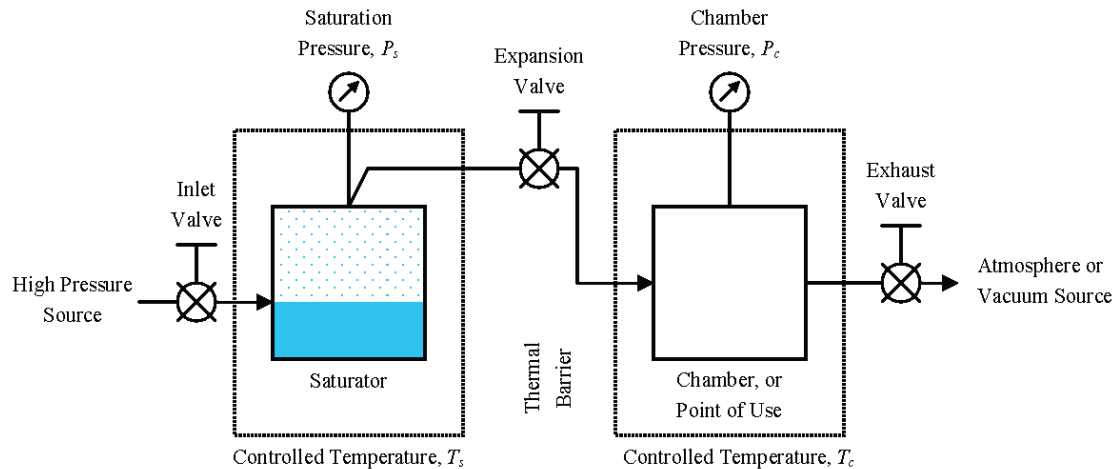 Saturation
Pressure, Ps
Chamber
Pressure, Pc
Expansion
Valve
Inlet
Valve
Exhaust
Valve
High Pressure
Source
Atmosphere or
Vacuum Source
Saturator
Thermal
Barrier
Chamber, or
Point of Use
Controlled Temperature, Ts
Controlled Temperature, Tc